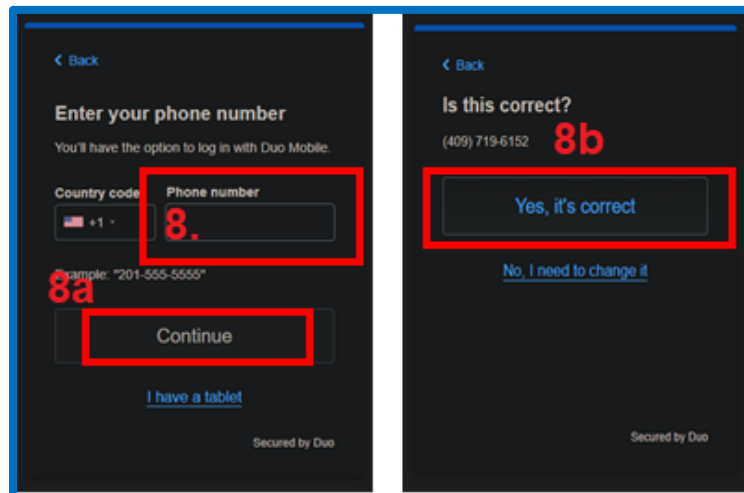 < Back
Enter your phone number
You'll have the option to log in with Duo Mobile.
Country code Phone number
+1
8.
Example: "201-555-5555"
8a
Continue
I have a tablet
Secured by Duo
< Back
Is this correct?
(409) 719-6152
8b
Yes, it's correct
No, I need to change it
Secured by Duo